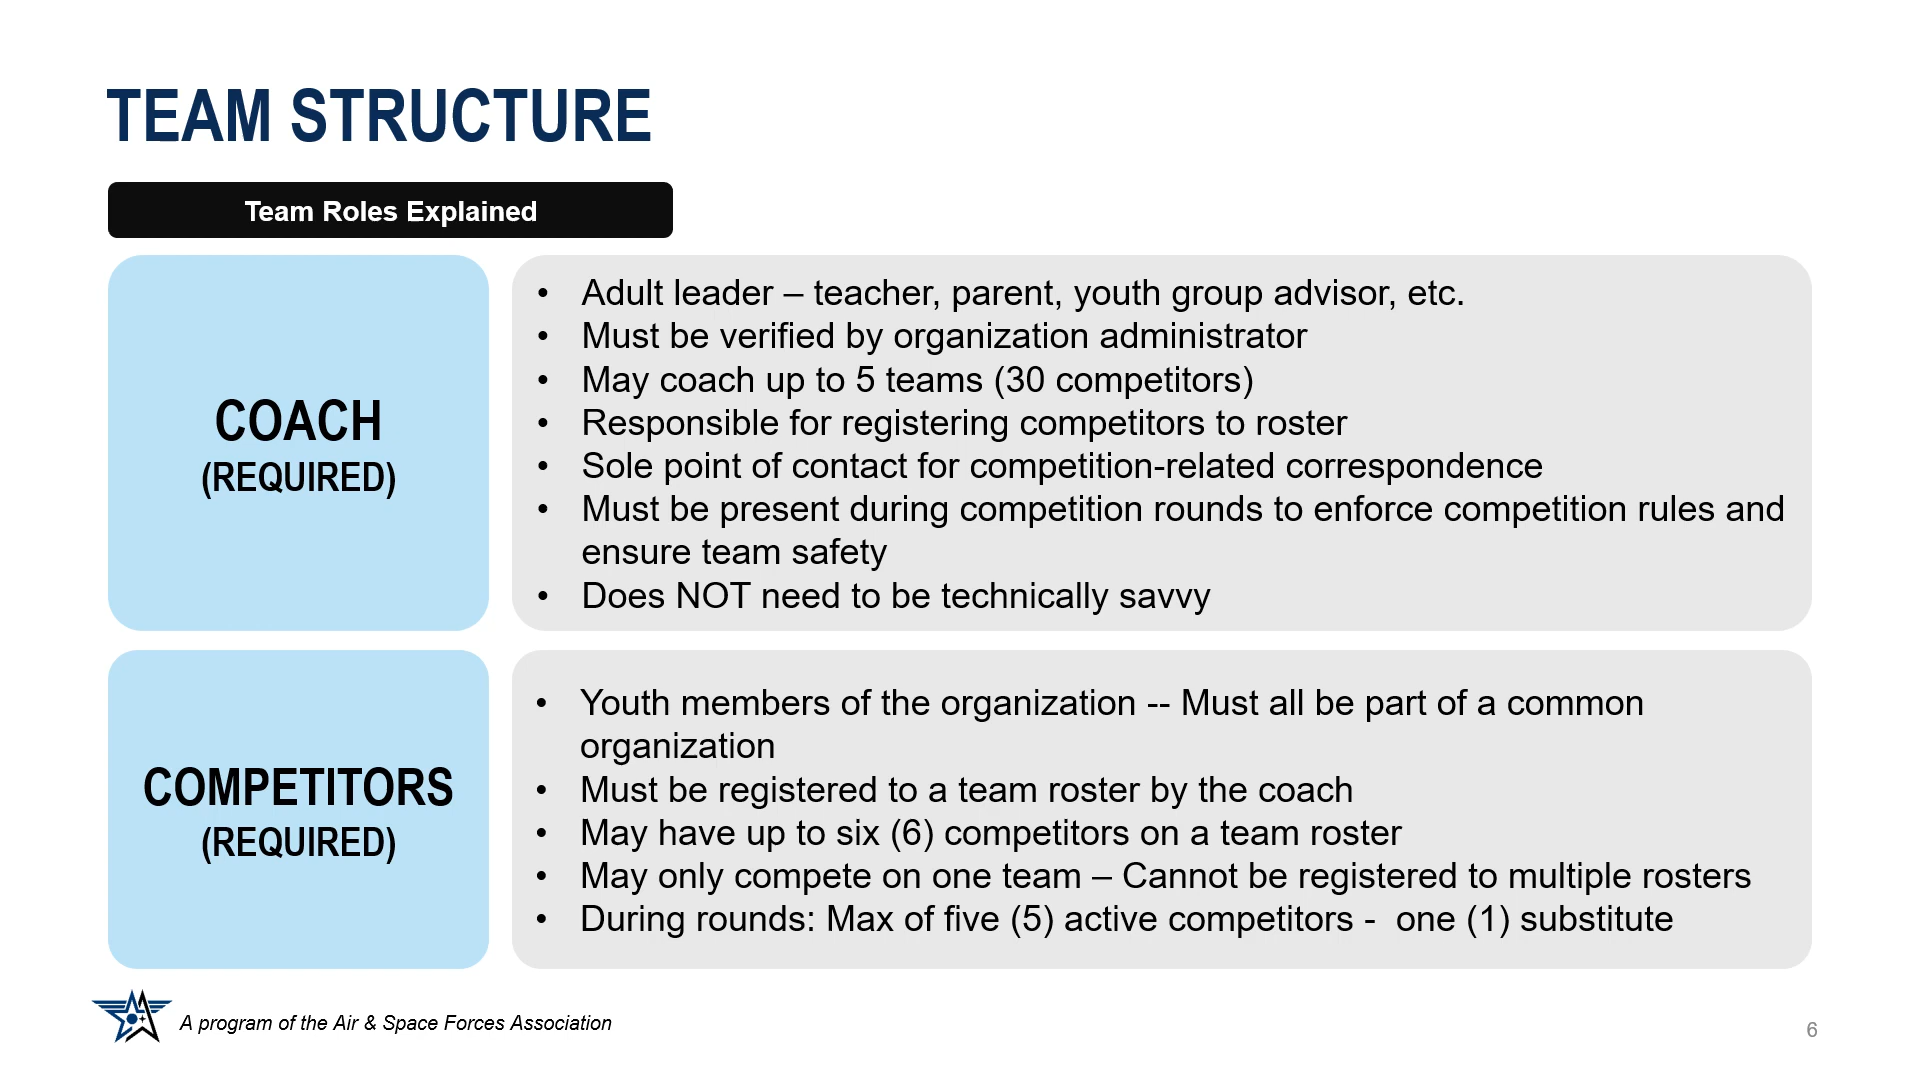 TEAM STRUCTURE
Team Roles Explained
COACH
(REQUIRED)
• Adult leader – teacher, parent, youth group advisor, etc.
• Must be verified by organization administrator
• May coach up to 5 teams (30 competitors)
• Responsible for registering competitors to roster
• Sole point of contact for competition-related correspondence
• Must be present during competition rounds to enforce competition rules and
ensure team safety
• Does NOT need to be technically savvy
COMPETITORS
(REQUIRED)
• Youth members of the organization -- Must all be part of a common
organization
• Must be registered to a team roster by the coach
• May have up to six (6) competitors on a team roster
• May only compete on one team – Cannot be registered to multiple rosters
• During rounds: Max of five (5) active competitors -  one (1) substitute
A program of the Air & Space Forces Association
6